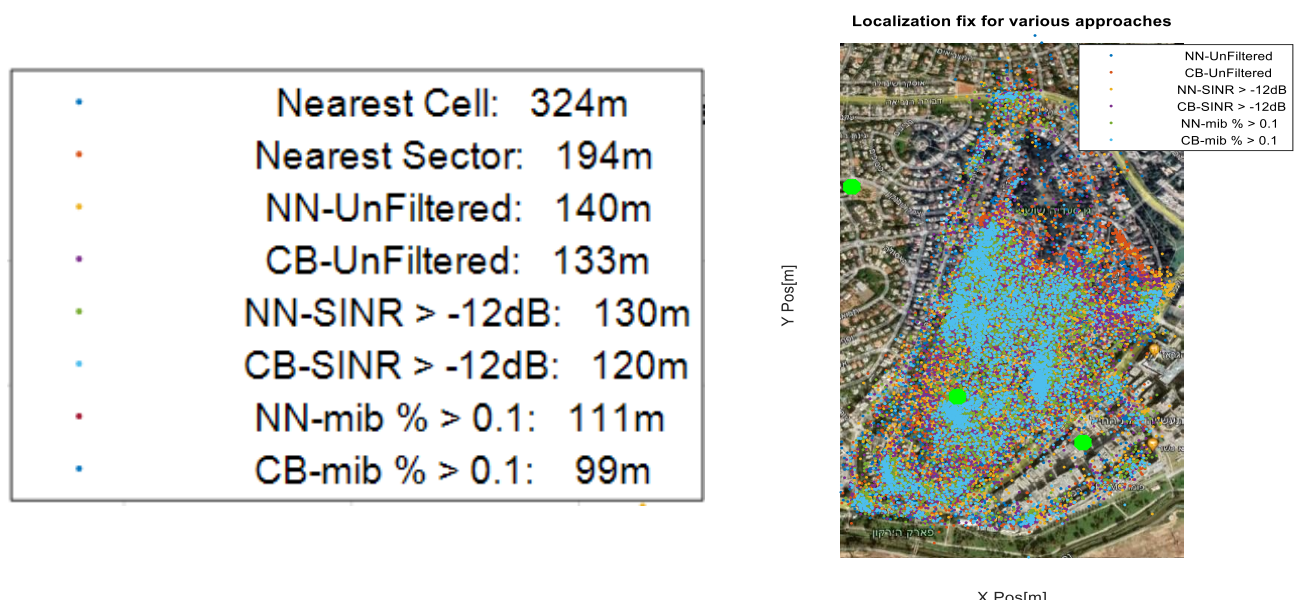 Nearest Cell: 324m
Nearest Sector: 194m
NN-UnFiltered: 140m
CB-UnFiltered: 133m
NN-SINR > -12dB: 130m
CB-SINR > -12dB: 120m
NN-mib % > 0.1: 111m
CB-mib % > 0.1: 99m
Localization fix for various approaches
NN-UnFiltered
CB-UnFiltered
NN-SINR > -12dB
CB-SINR > -12dB
NN-mib % > 0.1
CB-mib % > 0.1
Y Pos[m]
פארק הירקון
X Pos[m]